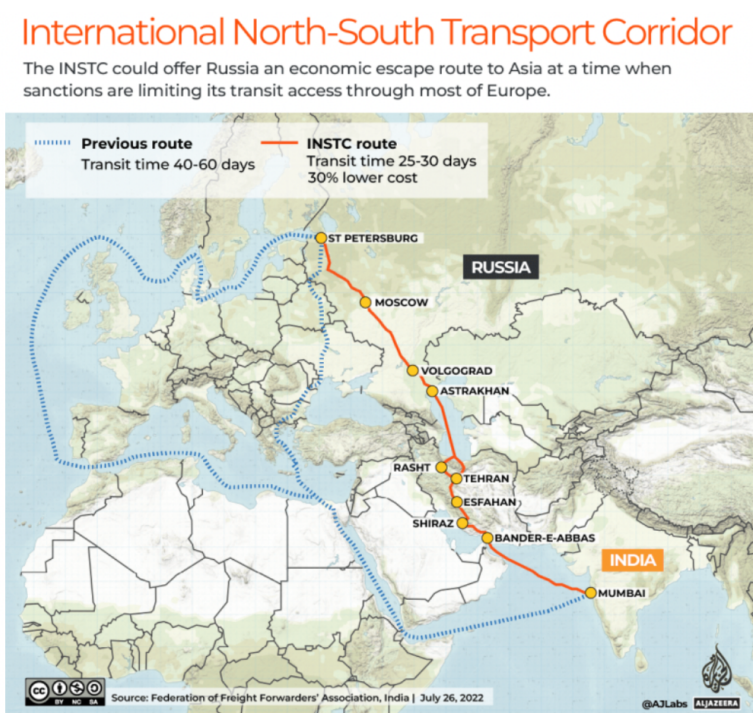 International North-South Transport Corridor
The INSTC could offer Russia an economic escape route to Asia at a time when
sanctions are limiting its transit access through most of Europe.
Previous route
Transit time 40-60 days
INSTC route
Transit time 25-30 days
30% lower cost
ST PETERSBURG
RUSSIA
MOSCOW
VOLGOGRAD
ASTRAKHAN
RASHT
TEHRAN
ESFAHAN
SHIRAZ
BANDER-E-ABBAS
INDIA
MUMBAI
cc
BY NC SA
Source: Federation of Freight Forwarders' Association, India | July 26, 2022
@AJLabs
ALJAZEERA